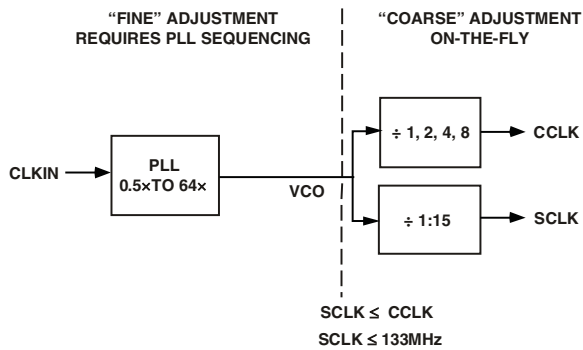 “FINE” ADJUSTMENT
REQUIRES PLL SEQUENCING
“COARSE” ADJUSTMENT
ON-THE-FLY
CLKIN
PLL
0.5×TO 64×
VCO
÷ 1, 2, 4, 8
CCLK
÷ 1:15
SCLK
SCLK ≤ CCLK
SCLK ≤ 133MHz